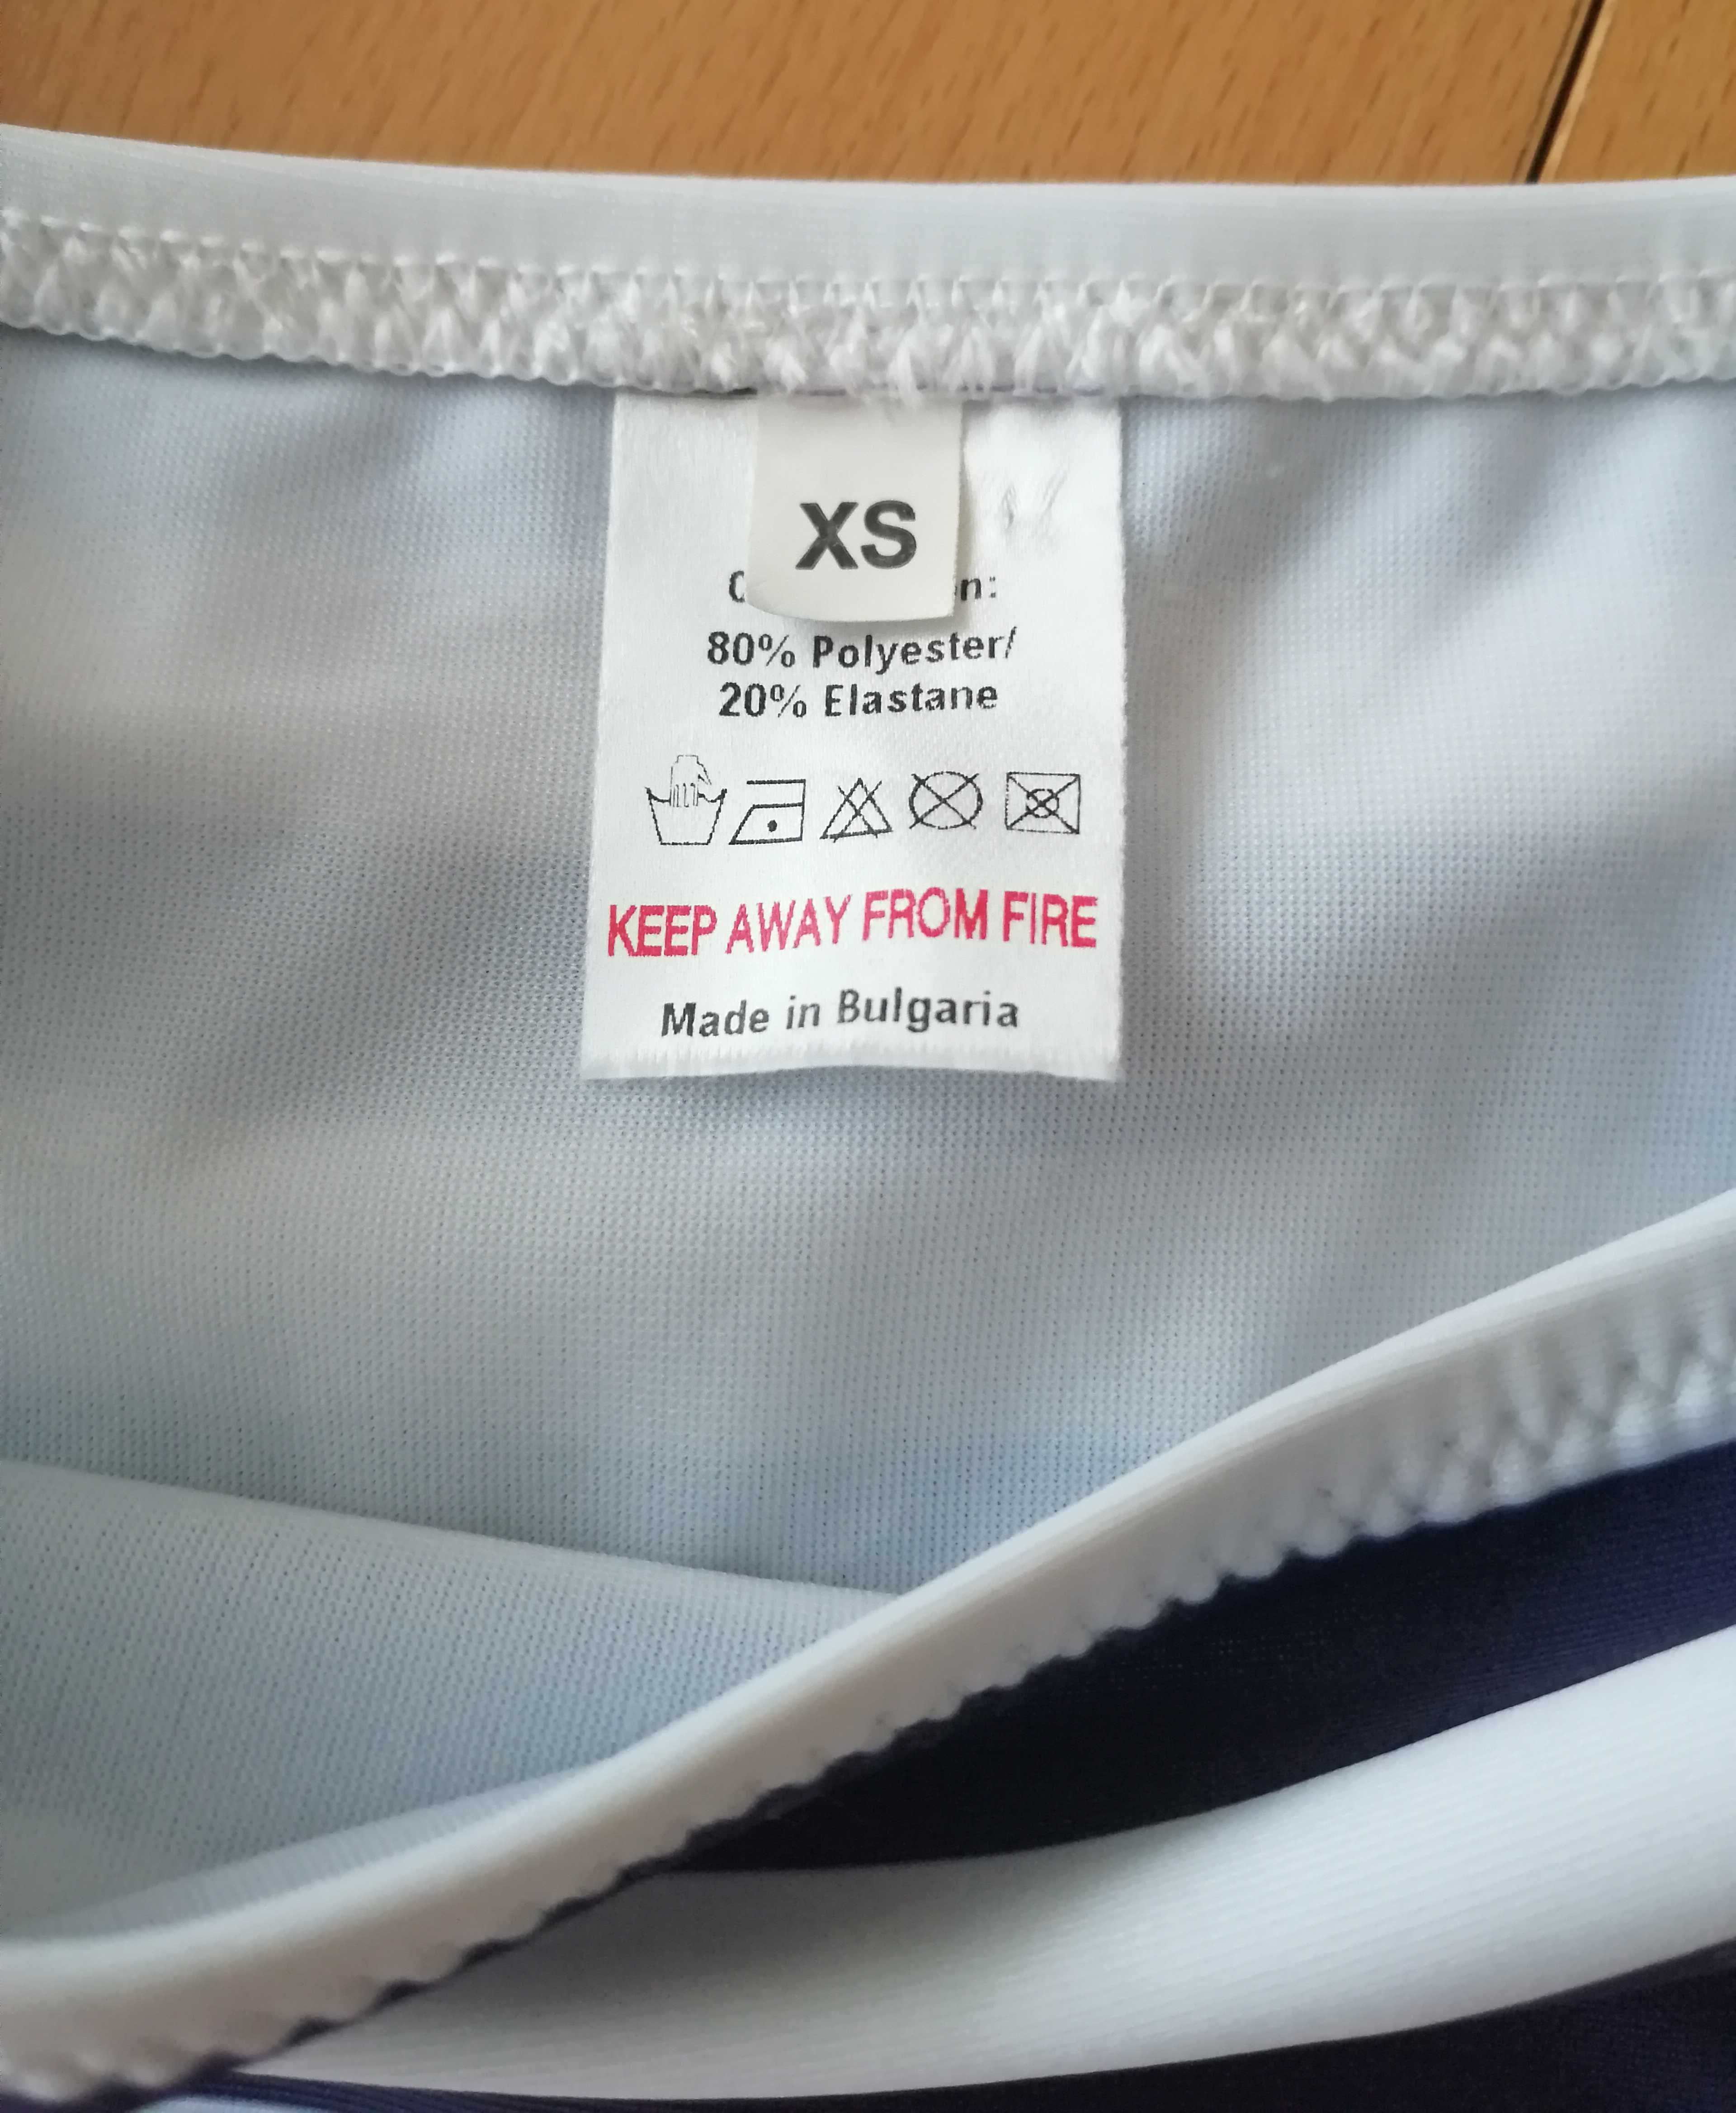 XS
80% Polyester/
20% Elastane
KEEP AWAY FROM FIRE
Made in Bulgaria